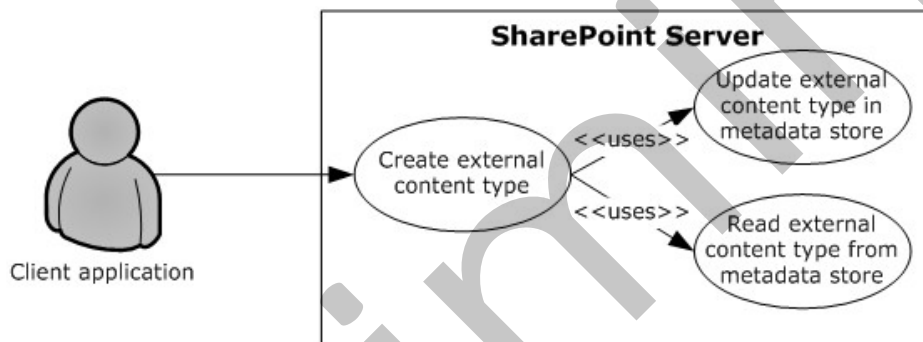 SharePoint Server
Update external
content type in
metadata store
<<uses>>
Create external
content type
<<uses>>
Read external
content type from
metadata store
Client application